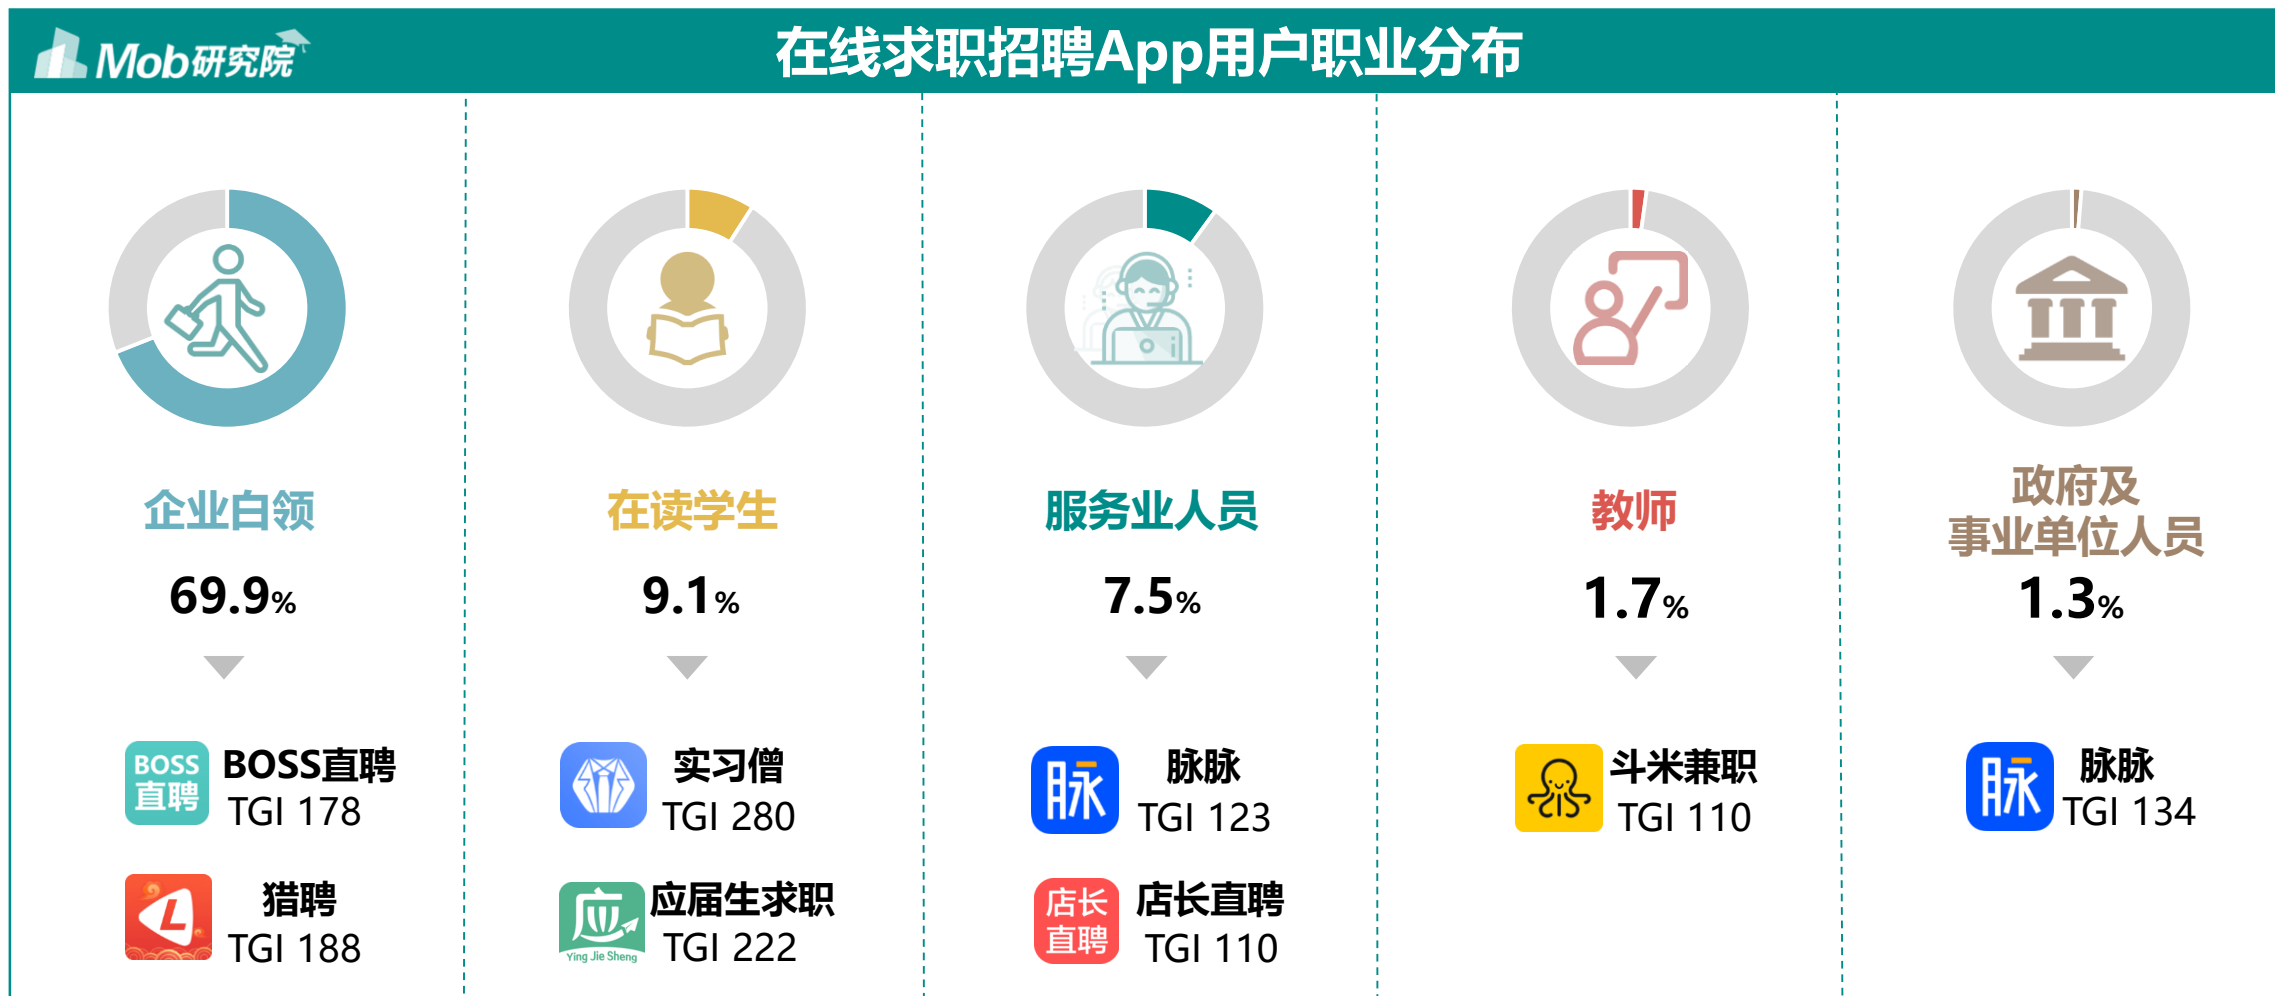 Mob研究院
在线求职招聘App用户职业分布
企业白领
69.9%
BOSS
直聘
BOSS直聘
TGI 178
L
猎聘
TGI 188
在读学生
9.1%
实习僧
TGI 280
应
Ying Jie Sheng
应届生求职
TGI 222
服务业人员
7.5%
脉
脉脉
TGI 123
店长
直聘
店长直聘
TGI 110
教师
1.7%
斗米兼职
TGI 110
政府及
事业单位人员
1.3%
脉
脉脉
TGI 134